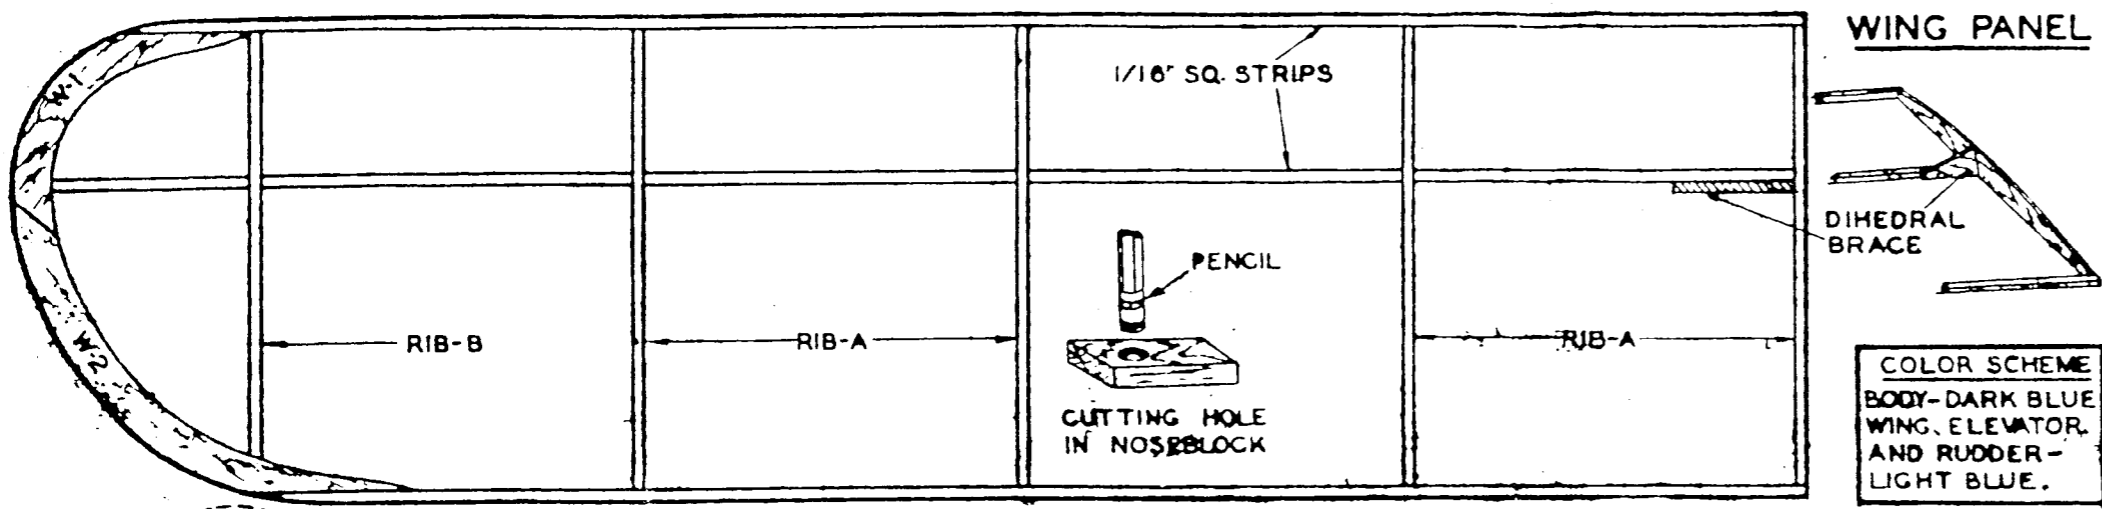 WING PANEL
1/16" SQ. STRIPS
W-1
DIHEDRAL
BRACE
PENCIL
RIB-B
RIB-A
RIB-A
W-2
CUTTING HOLE
IN NOSEBLOCK
COLOR SCHEME
BODY-DARK BLUE
WING, ELEVATOR
AND RUDDER-
LIGHT BLUE.